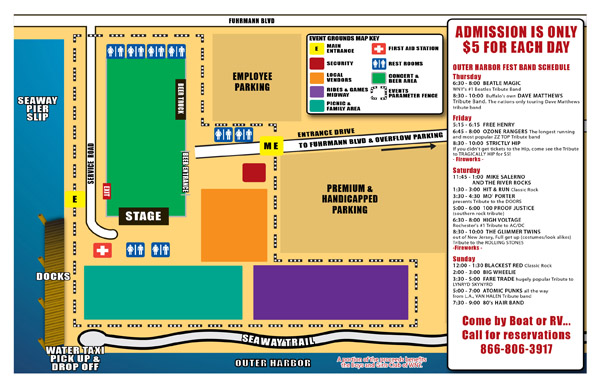 FUHRMANN BLVD
EVENT GROUNDS MAP KEY
E MAIN ENTRANCE
FIRST AID STATION
SECURITY
REST ROOMS
LOCAL VENDORS
CONCERT & BEER AREA
RIDES & GAMES MIDWAY
EVENTS PARAMETER FENCE
PICNIC & FAMILY AREA
EMPLOYEE
PARKING
BEER TRUCK
SEAWAY
PIER
SLIP
SERVICE ROAD
BEER ENTRANCE
M E
ENTRANCE DRIVE
TO FUHRMANN BLVD & OVERFLOW PARKING
EXIT
E
STAGE
PREMIUM &
HANDICAPPED
PARKING
DOCKS
SEAWAY TRAIL
WATER TAXI
PICK UP &
DROP OFF
OUTER HARBOR
A portion of the proceeds benefits
the Boys and Girls Club of WNY.
ADMISSION IS ONLY
$5 FOR EACH DAY
OUTER HARBOR FEST BAND SCHEDULE
Thursday
6:30 - 8:00 BEATLE MAGIC
WNY's #1 Beatles Tribute Band
8:30 - 10:00 Buffalo's own DAVE MATTHEWS
Tribute Band. The nations only touring Dave Matthews
tribute band
Friday
5:15 - 6:15 FREE HENRY
6:45 - 8:00 OZONE RANGERS The longest running
and most popular ZZ TOP Tribute band
8:30 - 10:00 STRICTLY HIP
If you didn't get tickets to the Hip, come see the Tribute
to TRAGICALLY HIP for $5!
- Fireworks -
Saturday
11:45 - 1:00 MIKE SALERNO
AND THE RIVER ROCKS
1:30 - 3:00 HIT & RUN Classic Rock
3:30 - 4:30 MO' PORTER
presents Tribute to the DOORS
5:00 - 6:00 100 PROOF JUSTICE
(southern rock tribute)
6:30 - 8:00 HIGH VOLTAGE
Rochester's #1 Tribute to AC/DC
8:30 - 10:00 THE GLIMMER TWINS
out of New Jersey. Full get up (costumes/look alikes)
Tribute to the ROLLING STONES
-Fireworks -
Sunday
12:00 - 1:30 BLACKEST RED Classic Rock
2:00 - 3:00 BIG WHEELIE
3:30 - 5:00 FARE TRADE hugely popular Tribute to
LYNARD SKYNYRD
5:00 - 7:00 ATOMIC PUNKS all the way
from L.A., VAN HALEN Tribute band
7:30 - 9:00 80's HAIR BAND
Come by Boat or RV...
Call for reservations
866-806-3917